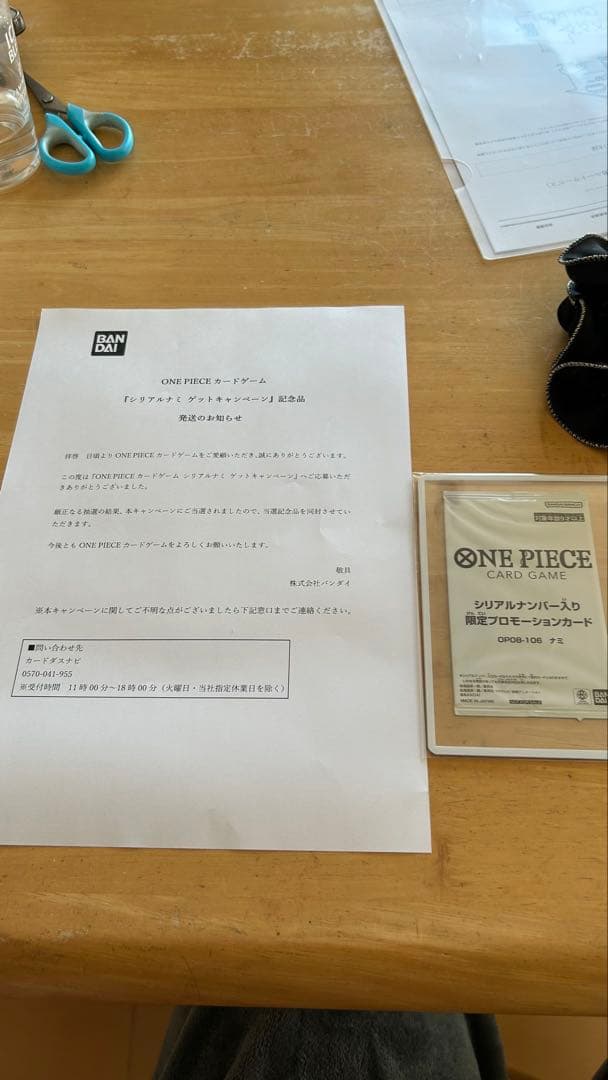 BAN
DAI
ONE PIECE カードゲーム
『シリアルナミ ゲットキャンペーン』記念品
発送のお知らせ
拝啓　日頃より ONE PIECE カードゲームをご愛顧いただき、誠にありがとうございます。
この度は「ONE PIECE カードゲーム シリアルナミ ゲットキャンペーン」へご応募いただ
きありがとうございました。
厳正なる抽選の結果、本キャンペーンにご当選されましたので、当選記念品を同封させてい
ただきます。
今後とも ONE PIECE カードゲームをよろしくお願いいたします。
敬具
株式会社バンダイ
※本キャンペーンに関してご不明な点がございましたら下記窓口までご連絡ください。
■問い合わせ先
カードダスナビ
0570-041-955
※受付時間　11 時 00 分～18 時 00 分（火曜日・当社指定休業日を除く）
ONE PIECE
CARD GAME
シリアルナンバー入り
限定プロモーションカード
OP08-106 ナミ
MADE IN JAPAN
NOT FOR SALE
BAN
DAI